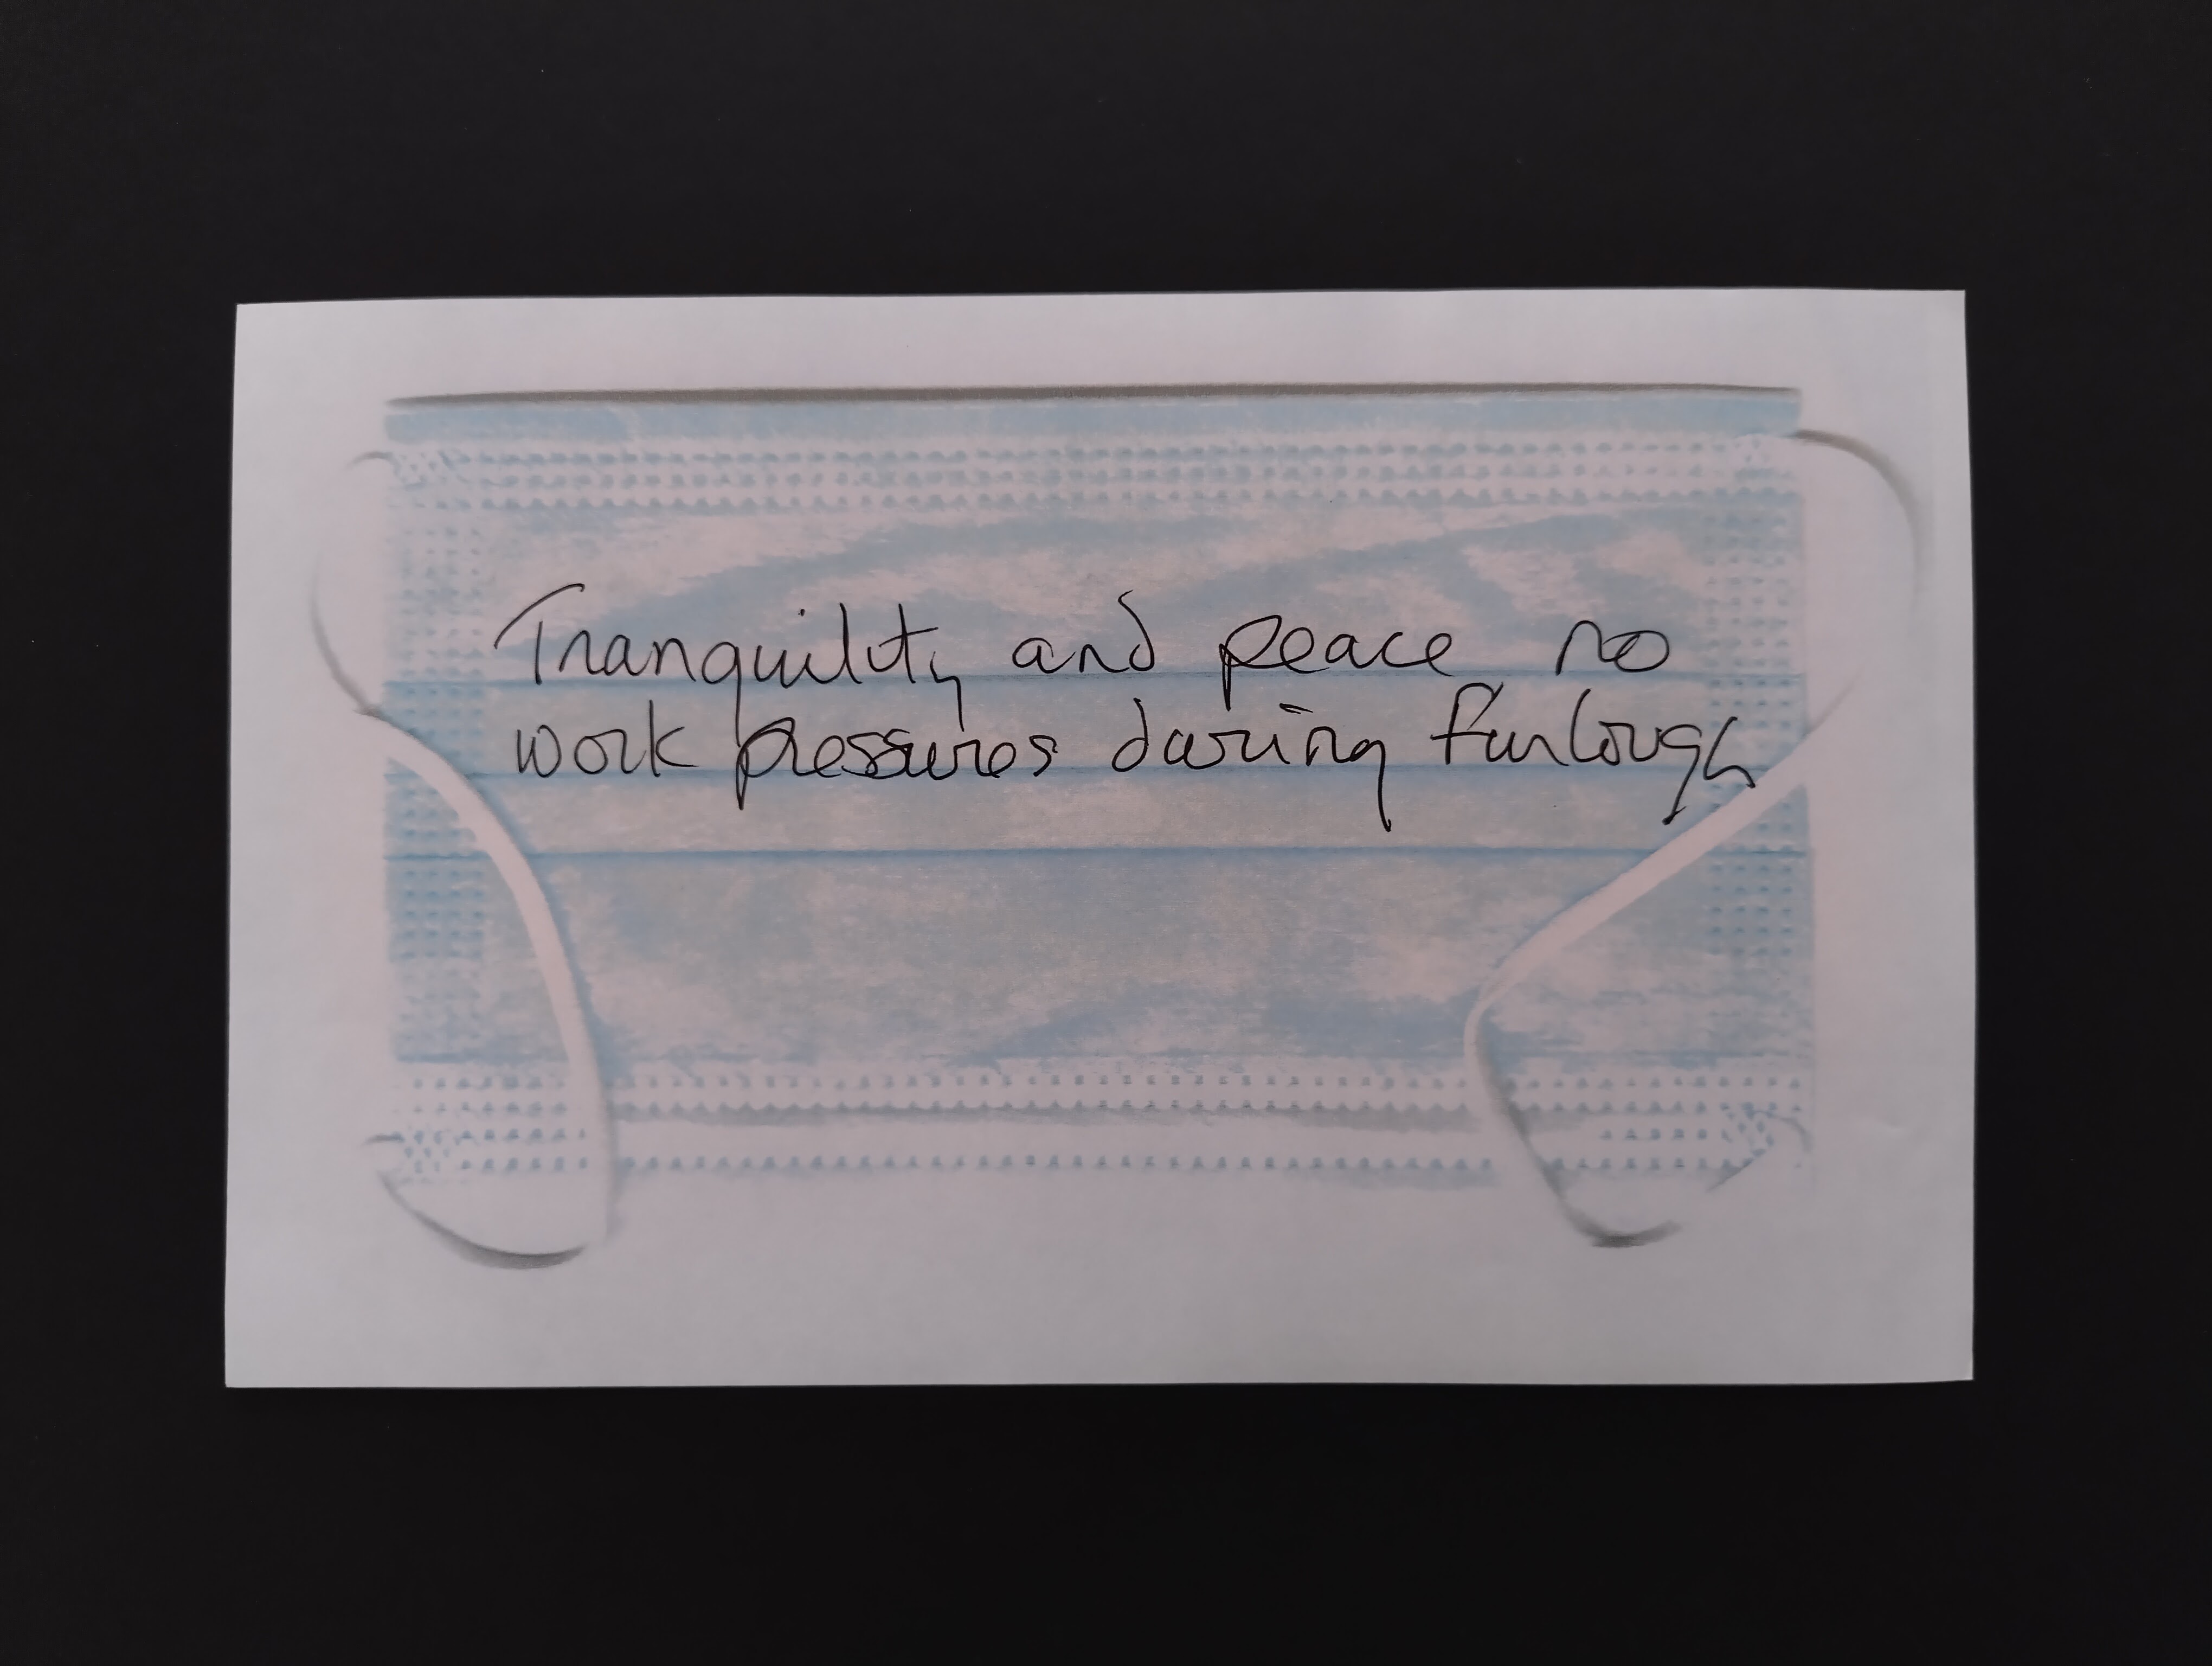 Tranquility and peace no
work pressures during furlough